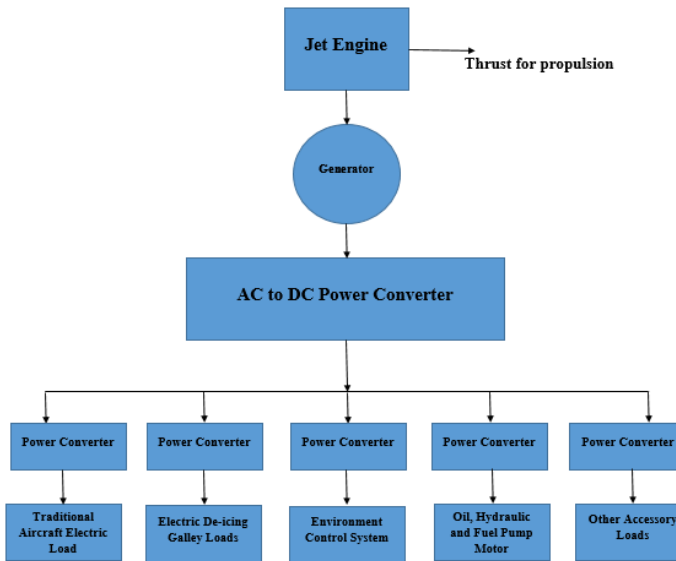 Jet Engine
Thrust for propulsion
Generator
AC to DC Power Converter
Power Converter
Power Converter
Power Converter
Power Converter
Power Converter
Traditional
Aircraft Electric
Load
Electric De-icing
Galley Loads
Environment
Control System
Oil, Hydraulic
and Fuel Pump
Motor
Other Accessory
Loads